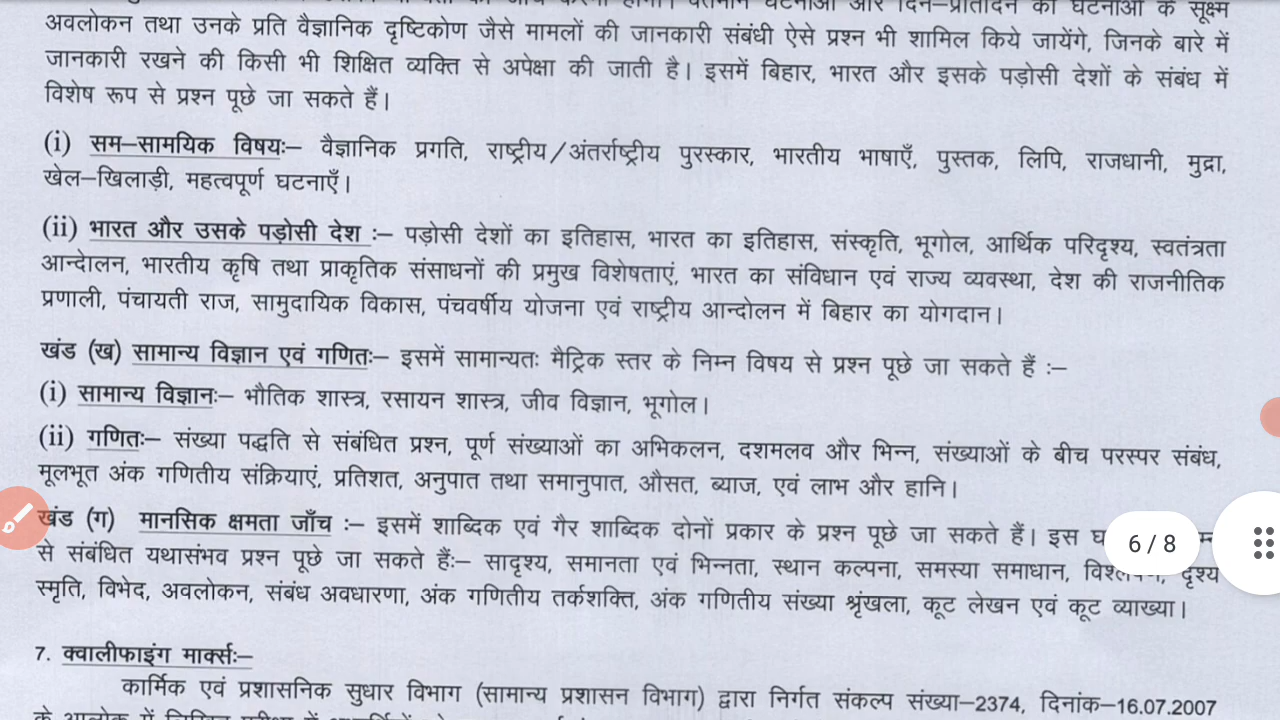 अवलोकन तथा उनके प्रति वैज्ञानिक दृष्टिकोण जैसे मामलों की जानकारी संबंधी ऐसे प्रश्न भी शामिल किये जायेंगे, जिनके बारे में
जानकारी रखने की किसी भी शिक्षित व्यक्ति से अपेक्षा की जाती है। इसमें बिहार, भारत और इसके पड़ोसी देशों के संबंध में
विशेष रूप से प्रश्न पूछे जा सकते हैं।
(i) सम–सामयिक विषयः– वैज्ञानिक प्रगति, राष्ट्रीय/अंतर्राष्ट्रीय पुरस्कार, भारतीय भाषाएँ, पुस्तक, लिपि, राजधानी, मुद्रा,
खेल–खिलाड़ी, महत्वपूर्ण घटनाएँ।
(ii) भारत और उसके पड़ोसी देश :– पड़ोसी देशों का इतिहास, भारत का इतिहास, संस्कृति, भूगोल, आर्थिक परिदृश्य, स्वतंत्रता
आन्दोलन, भारतीय कृषि तथा प्राकृतिक संसाधनों की प्रमुख विशेषताएं, भारत का संविधान एवं राज्य व्यवस्था, देश की राजनीतिक
प्रणाली, पंचायती राज, सामुदायिक विकास, पंचवर्षीय योजना एवं राष्ट्रीय आन्दोलन में बिहार का योगदान।
खंड (ख) सामान्य विज्ञान एवं गणितः– इसमें सामान्यतः मैट्रिक स्तर के निम्न विषय से प्रश्न पूछे जा सकते हैं :–
(i) सामान्य विज्ञानः– भौतिक शास्त्र, रसायन शास्त्र, जीव विज्ञान, भूगोल।
(ii) गणितः– संख्या पद्धति से संबंधित प्रश्न, पूर्ण संख्याओं का अभिकलन, दशमलव और भिन्न, संख्याओं के बीच परस्पर संबंध,
मूलभूत अंक गणितीय संक्रियाएं, प्रतिशत, अनुपात तथा समानुपात, औसत, ब्याज, एवं लाभ और हानि।
खंड (ग) मानसिक क्षमता जाँच :– इसमें शाब्दिक एवं गैर शाब्दिक दोनों प्रकार के प्रश्न पूछे जा सकते हैं। इस
6 / 8
से संबंधित यथासंभव प्रश्न पूछे जा सकते हैंः– सादृश्य, समानता एवं भिन्नता, स्थान कल्पना, समस्या समाधान, विश्लेषण, दृश्य
स्मृति, विभेद, अवलोकन, संबंध अवधारणा, अंक गणितीय तर्कशक्ति, अंक गणितीय संख्या श्रृंखला, कूट लेखन एवं कूट व्याख्या।
7. क्वालीफाइंग मार्क्सः–
कार्मिक एवं प्रशासनिक सुधार विभाग (सामान्य प्रशासन विभाग) द्वारा निर्गत संकल्प संख्या–2374, दिनांक–16.07.2007